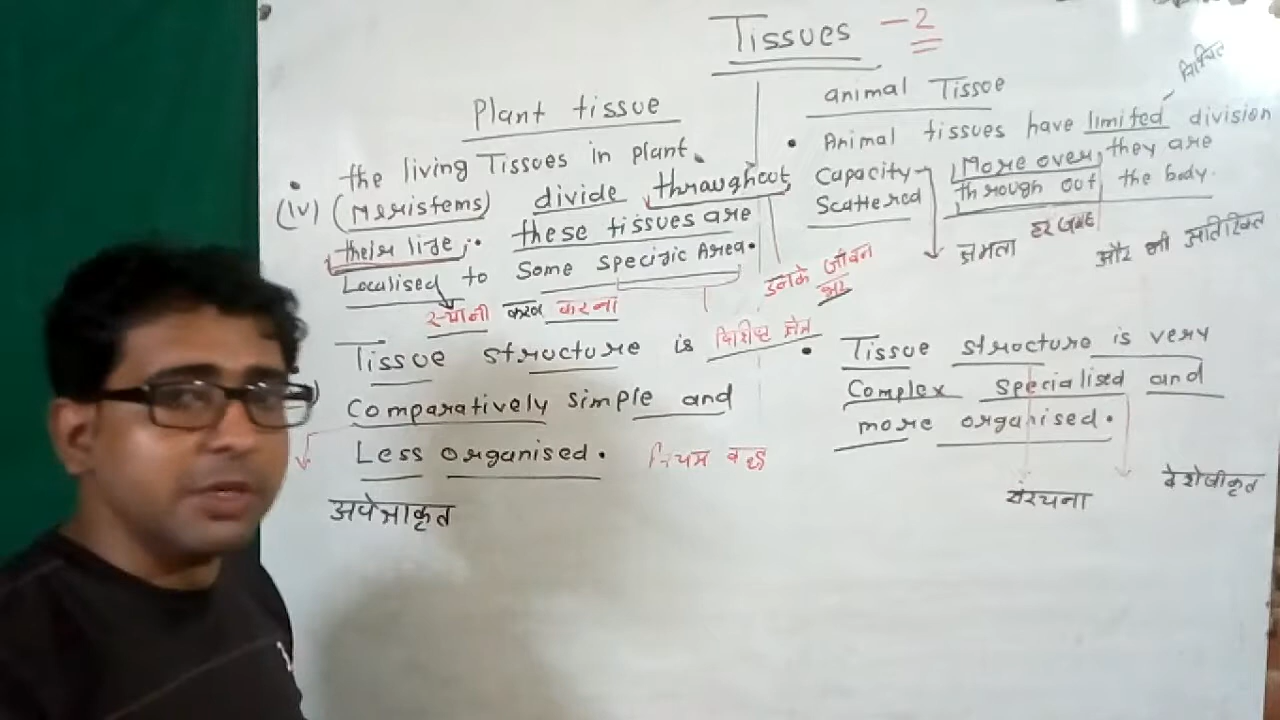 Tissues - 2
Plant tissue
• the living Tissues in plant.
(iv) (Meristems) divide throughout
their life;. these tissues are
Localised to Some specific Area.
स्थानी करण करना
Tissue structure is
Comparatively simple and
Less organised.
अपेक्षाकृत
उनके जीवन
भर
animal Tissue
• Animal tissues have limited division
Capacity More over, they are
Scattered through out the body.
क्षमता हर जगह और भी अतिरिक्त
• Tissue structure is very
Complex specialised and
more organised.
संरचना